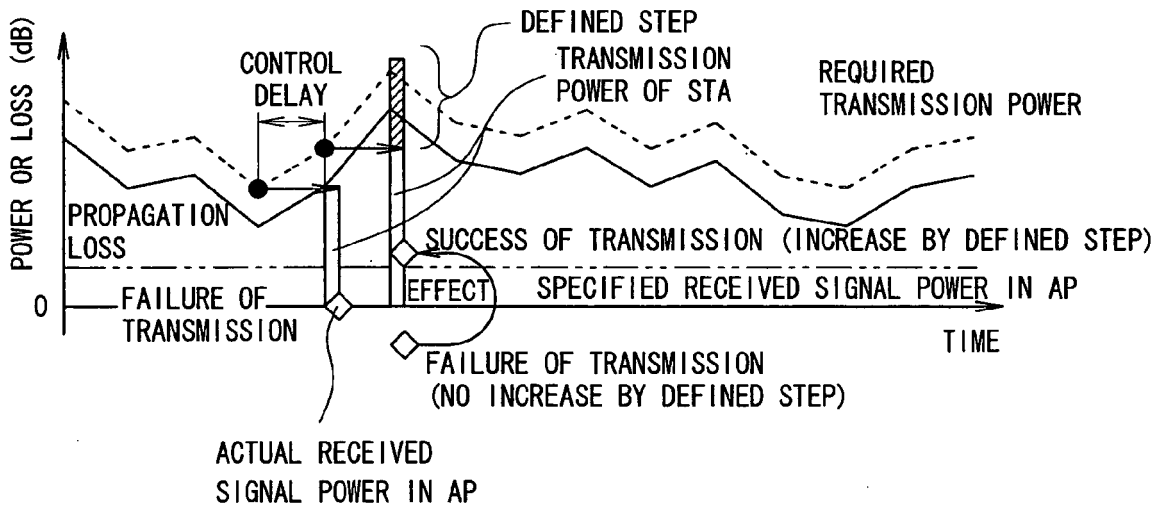 POWER OR LOSS (dB)
CONTROL
DELAY
DEFINED STEP
TRANSMISSION
POWER OF STA
REQUIRED
TRANSMISSION POWER
PROPAGATION
LOSS
SUCCESS OF TRANSMISSION (INCREASE BY DEFINED STEP)
EFFECT
SPECIFIED RECEIVED SIGNAL POWER IN AP
0
FAILURE OF
TRANSMISSION
TIME
FAILURE OF TRANSMISSION
(NO INCREASE BY DEFINED STEP)
ACTUAL RECEIVED
SIGNAL POWER IN AP